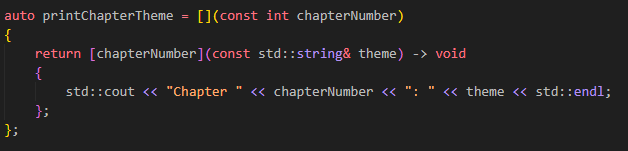 auto printChapterTheme = [](const int chapterNumber)
{
    return [chapterNumber](const std::string& theme) -> void
    {
        std::cout << "Chapter " << chapterNumber << ": " << theme << std::endl;
    };
};